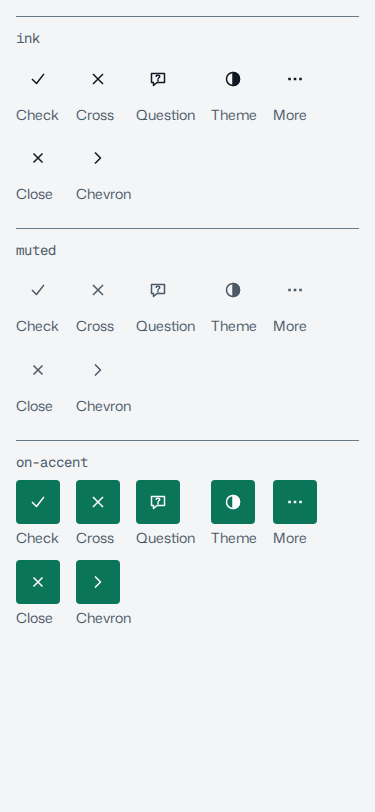 ink
Check Cross Question Theme More
Close Chevron
muted
Check Cross Question Theme More
Close Chevron
on-accent
Check Cross Question Theme More
Close Chevron